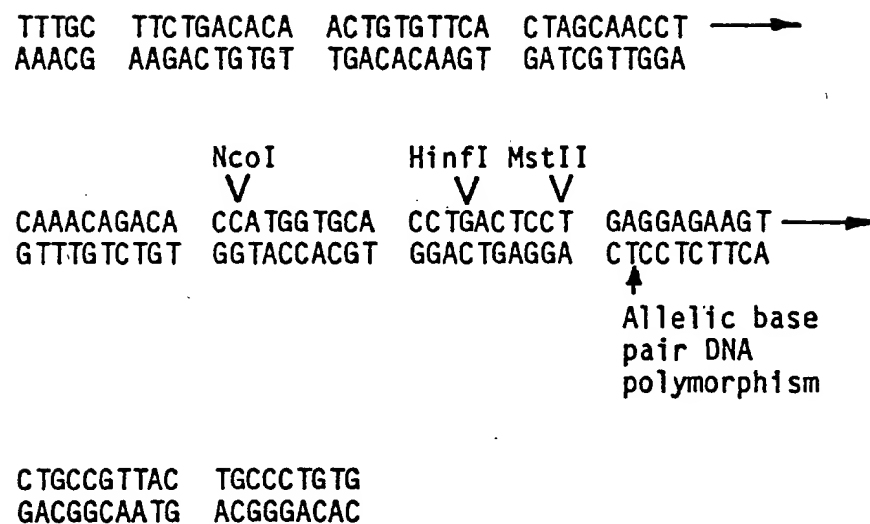 TTTGC TTCTGACACA ACTGTGTTCA CTAGCAACCT
AAACG AAGACTGTGT TGACACAAGT GATCGTTGGA
NcoI HinfI MstII
CAAACAGACA CCATGGTGCA CCTGACTCCT GAGGAGAAGT
GTTTGTCTGT GGTACCACGT GGACTGAGGA CTCCTCTTCA
Allelic base
pair DNA
polymorphism
CTGCCGTTAC TGCCCTGTG
GACGGCAATG ACGGGACAC